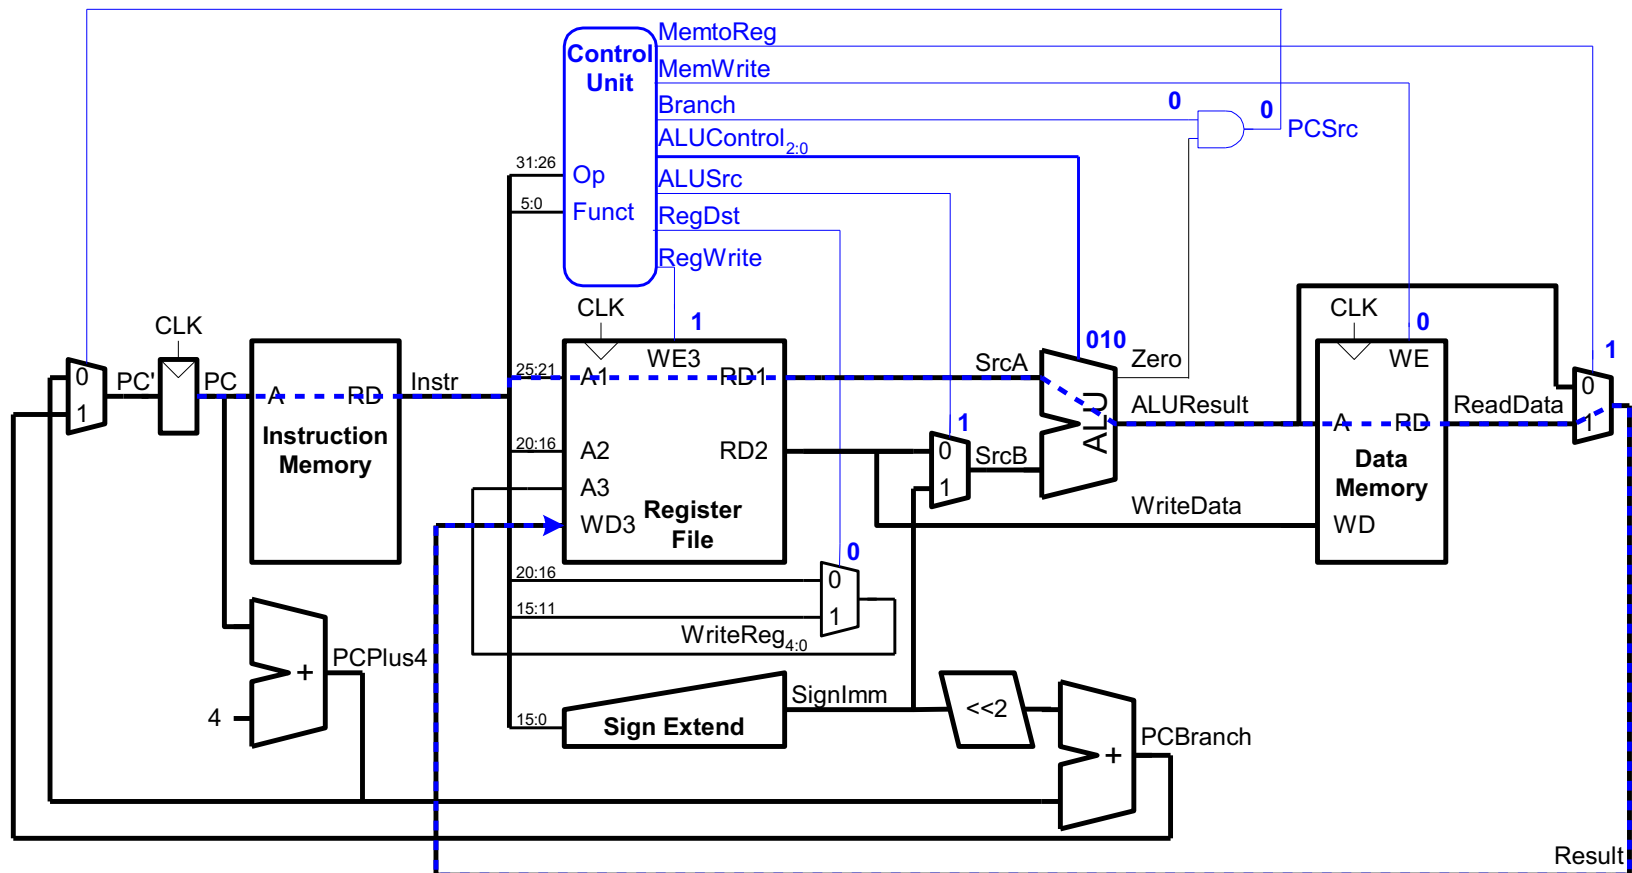 MemtoReg
Control
Unit
MemWrite
Branch
0
0
PCSrc
ALUControl2:0
31:26
Op
ALUSrc
5:0
Funct
RegDst
RegWrite
CLK
CLK
CLK
1
010
0
1
WE3
WE
SrcA
Zero
0
1
PC'
PC
A
RD
Instr
25:21
A1
RD1
0
1
ALU
ALUResult
A
RD
ReadData
Instruction
Memory
20:16
A2
RD2
1
0
1
SrcB
Data
Memory
A3
Register
File
WD3
WriteData
WD
0
20:16
0
15:11
1
WriteReg4:0
PCPlus4
+
4
SignImm
15:0
Sign Extend
<<2
PCBranch
+
Result